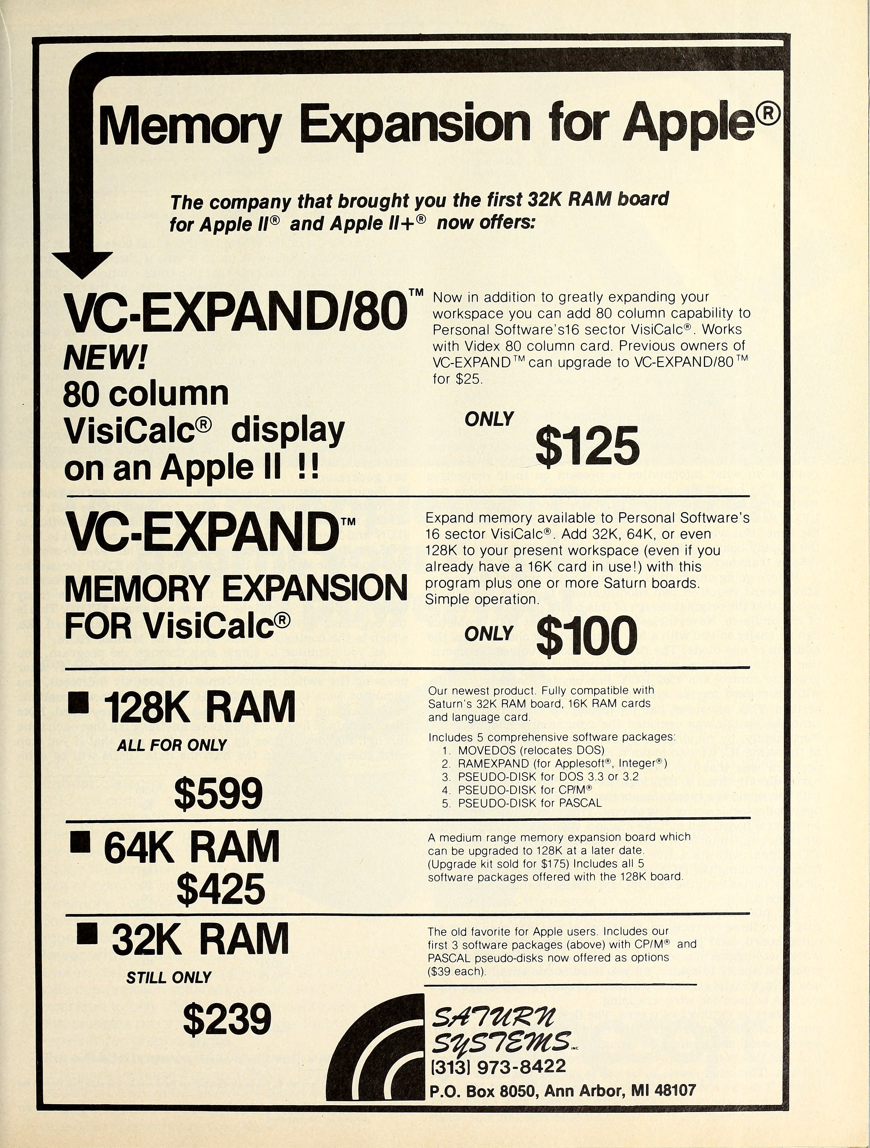 Memory Expansion for Apple®
The company that brought you the first 32K RAM board
for Apple II® and Apple II+® now offers:
VC-EXPAND/80™
NEW!
80 column
VisiCalc® display
on an Apple II !!
Now in addition to greatly expanding your
workspace you can add 80 column capability to
Personal Software's16 sector VisiCalc®. Works
with Videx 80 column card. Previous owners of
VC-EXPAND™ can upgrade to VC-EXPAND/80™
for $25.
ONLY
$125
VC-EXPAND™
MEMORY EXPANSION
FOR VisiCalc®
Expand memory available to Personal Software's
16 sector VisiCalc®. Add 32K, 64K, or even
128K to your present workspace (even if you
already have a 16K card in use!) with this
program plus one or more Saturn boards.
Simple operation.
ONLY $100
■ 128K RAM
ALL FOR ONLY
$599
Our newest product. Fully compatible with
Saturn's 32K RAM board, 16K RAM cards
and language card.
Includes 5 comprehensive software packages:
1. MOVEDOS (relocates DOS)
2. RAMEXPAND (for Applesoft®, Integer®)
3. PSEUDO-DISK for DOS 3.3 or 3.2
4. PSEUDO-DISK for CP/M®
5. PSEUDO-DISK for PASCAL
■ 64K RAM
$425
A medium range memory expansion board which
can be upgraded to 128K at a later date.
(Upgrade kit sold for $175) Includes all 5
software packages offered with the 128K board.
■ 32K RAM
STILL ONLY
$239
The old favorite for Apple users. Includes our
first 3 software packages (above) with CP/M® and
PASCAL pseudo-disks now offered as options
($39 each).
SATURN
SYSTEMS INC
(313) 973-8422
P.O. Box 8050, Ann Arbor, MI 48107